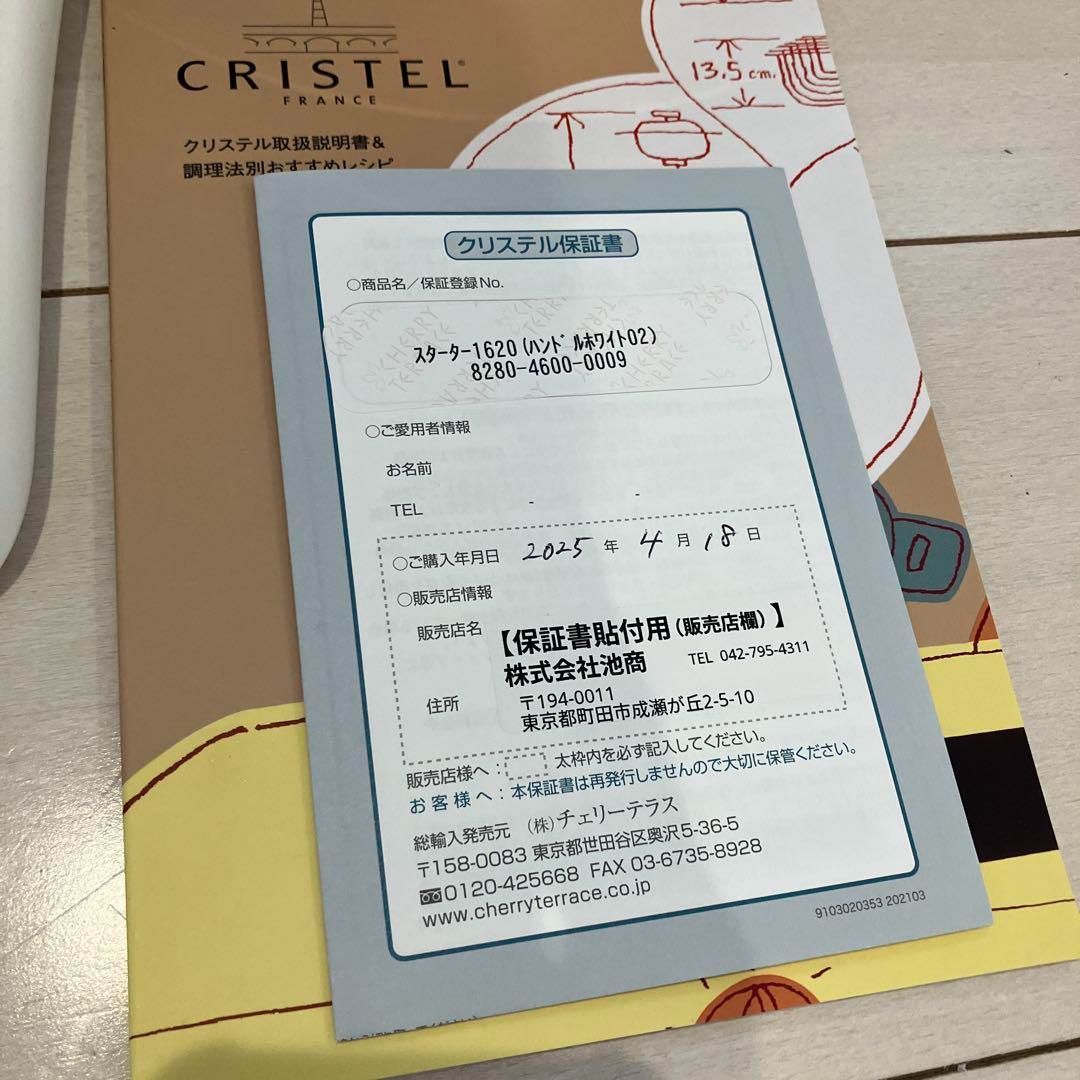 CRISTEL®
FRANCE
クリステル取扱説明書&
調理法別おすすめレシピ
13.5 cm.
クリステル保証書
○商品名／保証登録No.
スターター1620(ハンドルホワイト02)
8280-4600-0009
○ご愛用者情報
お名前
TEL - -
○ご購入年月日 2025 年 4 月 18 日
○販売店情報
販売店名 【保証書貼付用(販売店欄)】
株式会社池商 TEL 042-795-4311
住所 〒194-0011
東京都町田市成瀬が丘2-5-10
販売店様へ： 太枠内を必ず記入してください。
お客様へ：本保証書は再発行しませんので大切に保管ください。
総輸入発売元 (株)チェリーテラス
〒158-0083 東京都世田谷区奥沢5-36-5
0120-425668 FAX 03-6735-8928
www.cherryterrace.co.jp
9103020353 202103